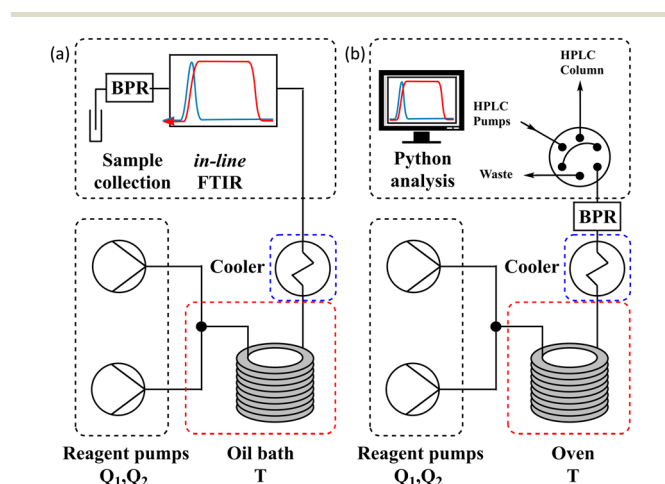 (a)
BPR
Sample
collection
in-line
FTIR
Cooler
Reagent pumps
Q₁,Q₂
Oil bath
T
(b)
HPLC
Column
HPLC
Pumps
Python
analysis
Waste
BPR
Cooler
Reagent pumps
Q₁,Q₂
Oven
T